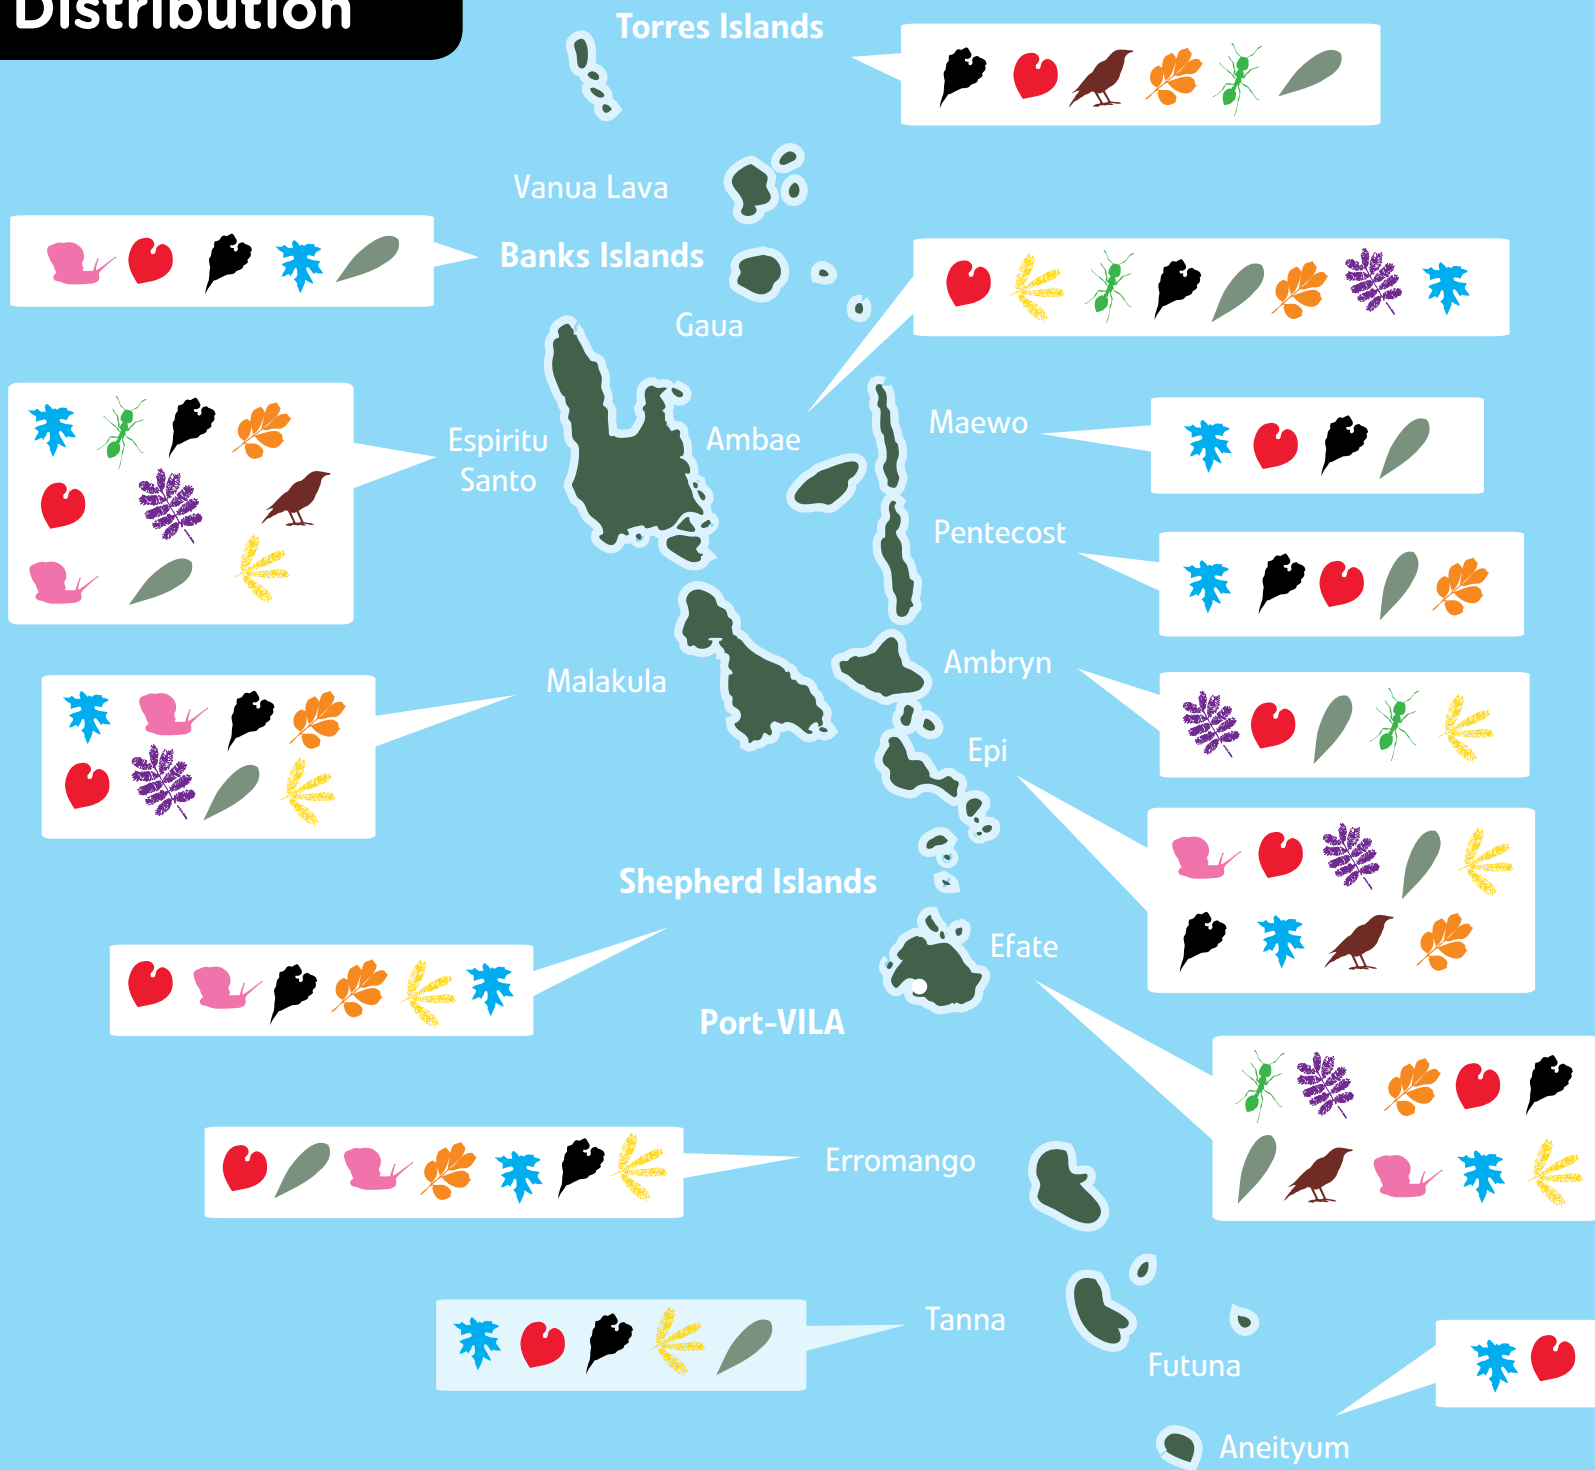 Distribution
Torres Islands
Vanua Lava
Banks Islands
Gaua
Espiritu
Santo
Ambae
Maewo
Pentecost
Malakula
Ambryn
Epi
Shepherd Islands
Efate
Port-VILA
Erromango
Tanna
Futuna
Aneityum